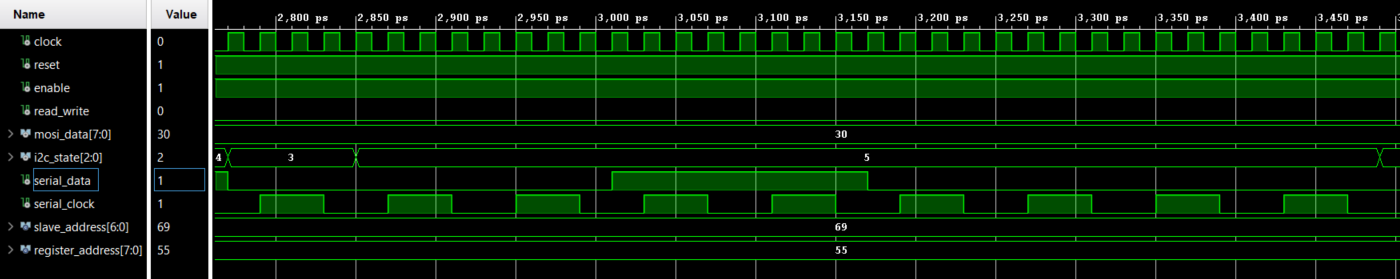 Name Value 2,800 ps 2,850 ps 2,900 ps 2,950 ps 3,000 ps 3,050 ps 3,100 ps 3,150 ps 3,200 ps 3,250 ps 3,300 ps 3,350 ps 3,400 ps 3,450 ps
clock 0
reset 1
enable 1
read_write 0
mosi_data[7:0] 30 30
i2c_state[2:0] 2 4 3 5
serial_data 1
serial_clock 1
slave_address[6:0] 69 69
register_address[7:0] 55 55